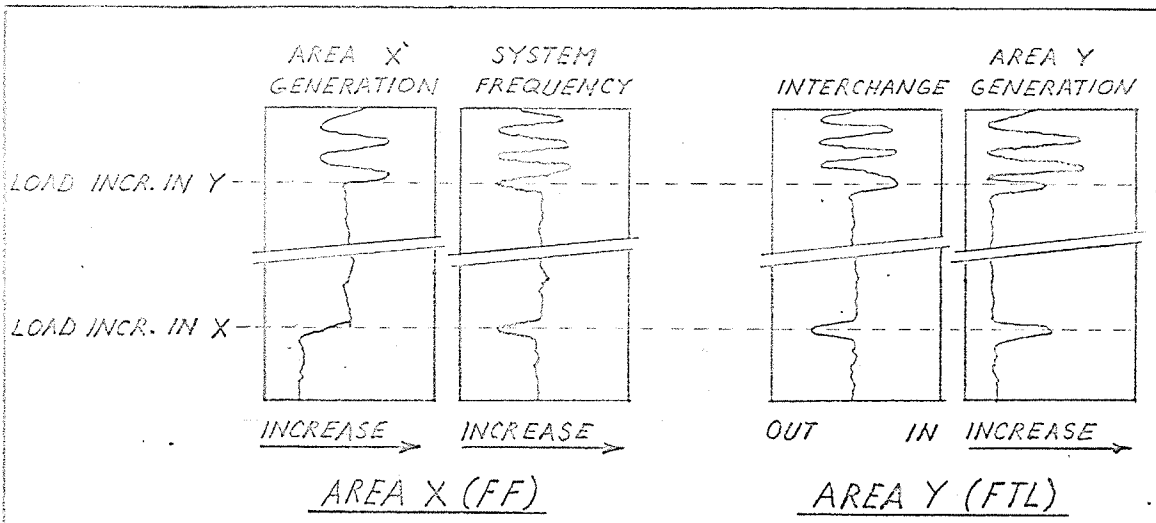 AREA X
GENERATION
SYSTEM
FREQUENCY
INTERCHANGE
AREA Y
GENERATION
LOAD INCR. IN Y
LOAD INCR. IN X
INCREASE
INCREASE
OUT IN
INCREASE
AREA X (FF)
AREA Y (FTL)